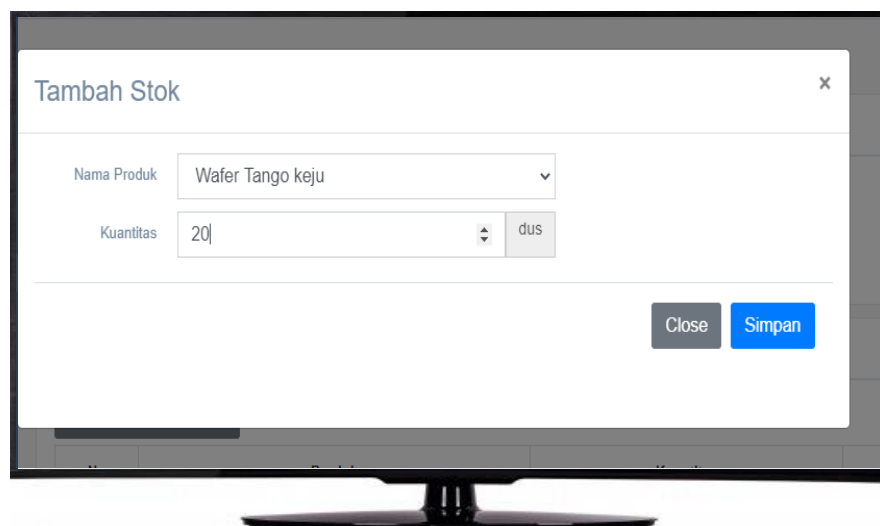 Tambah Stok
×
Nama Produk
Wafer Tango keju
Kuantitas
20
dus
Close
Simpan